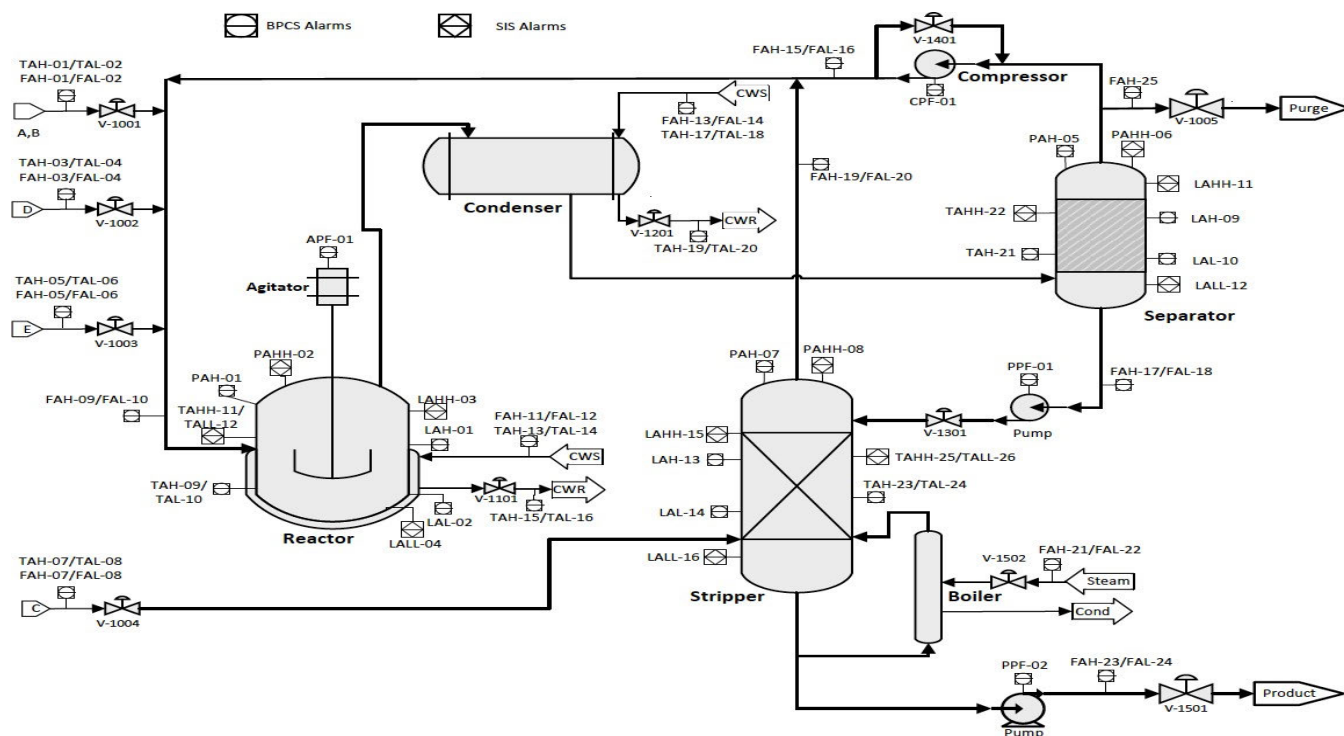 BPCS Alarms
SIS Alarms
TAH-01/TAL-02
FAH-01/FAL-02
A,B
V-1001
TAH-03/TAL-04
FAH-03/FAL-04
D
V-1002
TAH-05/TAL-06
FAH-05/FAL-06
E
V-1003
FAH-09/FAL-10
TAH-07/TAL-08
FAH-07/FAL-08
C
V-1004
APF-01
Agitator
PAHH-02
PAH-01
TAHH-11/
TALL-12
TAH-09/
TAL-10
LAHH-03
LAH-01
FAH-11/FAL-12
TAH-13/TAL-14
CWS
V-1101
CWR
TAH-15/TAL-16
LAL-02
LALL-04
Reactor
CWS
FAH-13/FAL-14
TAH-17/TAL-18
Condenser
V-1201
CWR
TAH-19/TAL-20
FAH-15/FAL-16
V-1401
Compressor
CPF-01
FAH-19/FAL-20
FAH-25
V-1005
Purge
PAH-05
PAHH-06
LAHH-11
TAHH-22
LAH-09
TAH-21
LAL-10
LALL-12
Separator
FAH-17/FAL-18
PPF-01
Pump
V-1301
PAH-07
PAHH-08
LAHH-15
LAH-13
TAHH-25/TALL-26
TAH-23/TAL-24
LAL-14
LALL-16
Stripper
V-1502
FAH-21/FAL-22
Steam
Boiler
Cond
PPF-02
Pump
FAH-23/FAL-24
V-1501
Product